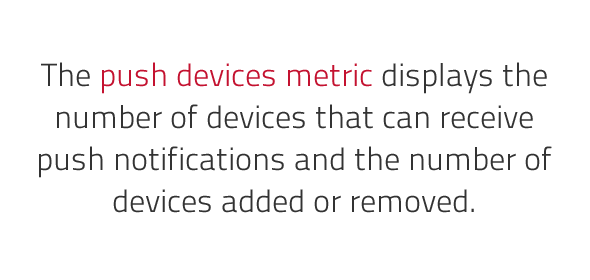 The push devices metric displays the
number of devices that can receive
push notifications and the number of
devices added or removed.